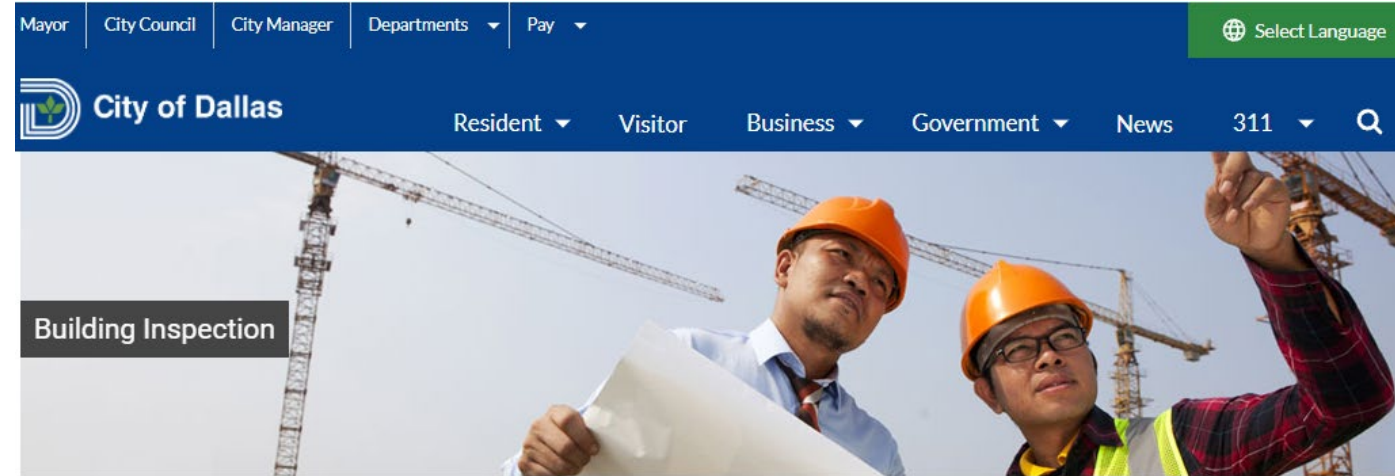 Mayor City Council City Manager Departments Pay Select Language
City of Dallas Resident Visitor Business Government News 311
Building Inspection